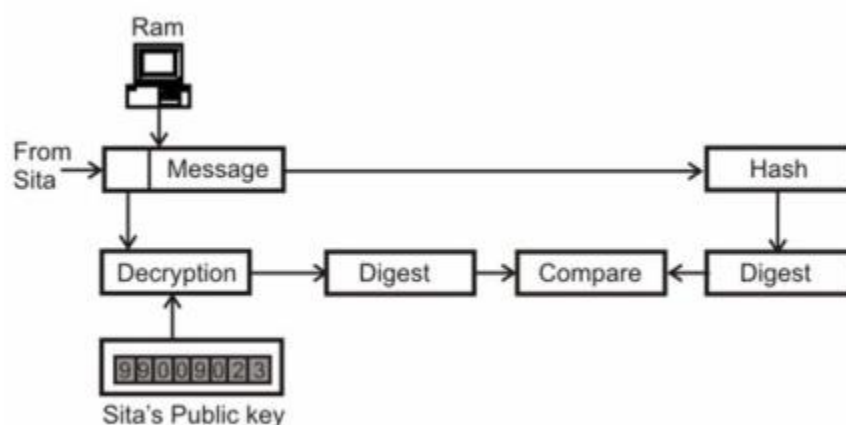 Ram
From
Sita
Message
Hash
Decryption
Digest
Compare
Digest
99009023
Sita's Public key